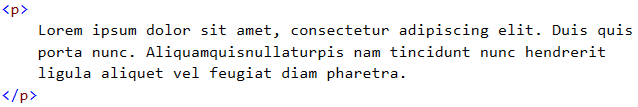 <p>
Lorem ipsum dolor sit amet, consectetur adipiscing elit. Duis quis
porta nunc. Aliquamquisnullaturpis nam tincidunt nunc hendrerit
ligula aliquet vel feugiat diam pharetra.
</p>